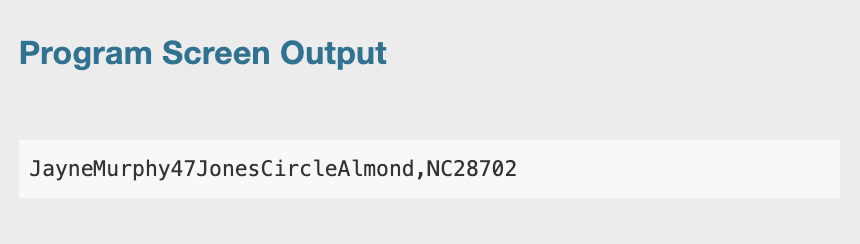 Program Screen Output
JayneMurphy47JonesCircleAlmond,NC28702